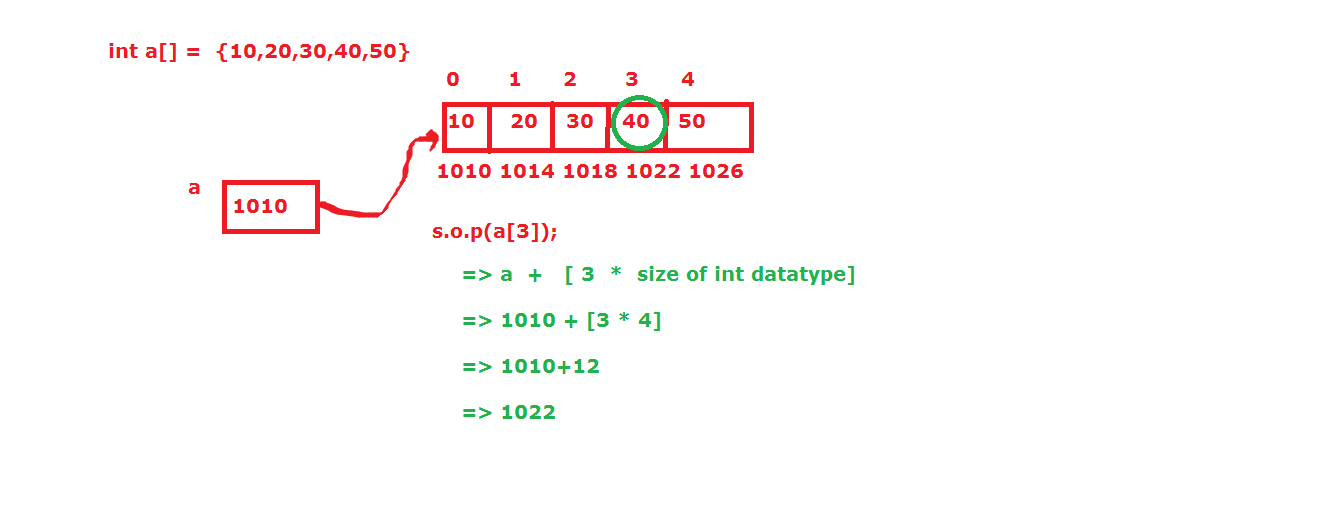 int a[] = {10,20,30,40,50}
0 1 2 3 4
10 20 30 40 50
1010 1014 1018 1022 1026
a
1010
s.o.p(a[3]);
=> a + [ 3 * size of int datatype]
=> 1010 + [3 * 4]
=> 1010+12
=> 1022